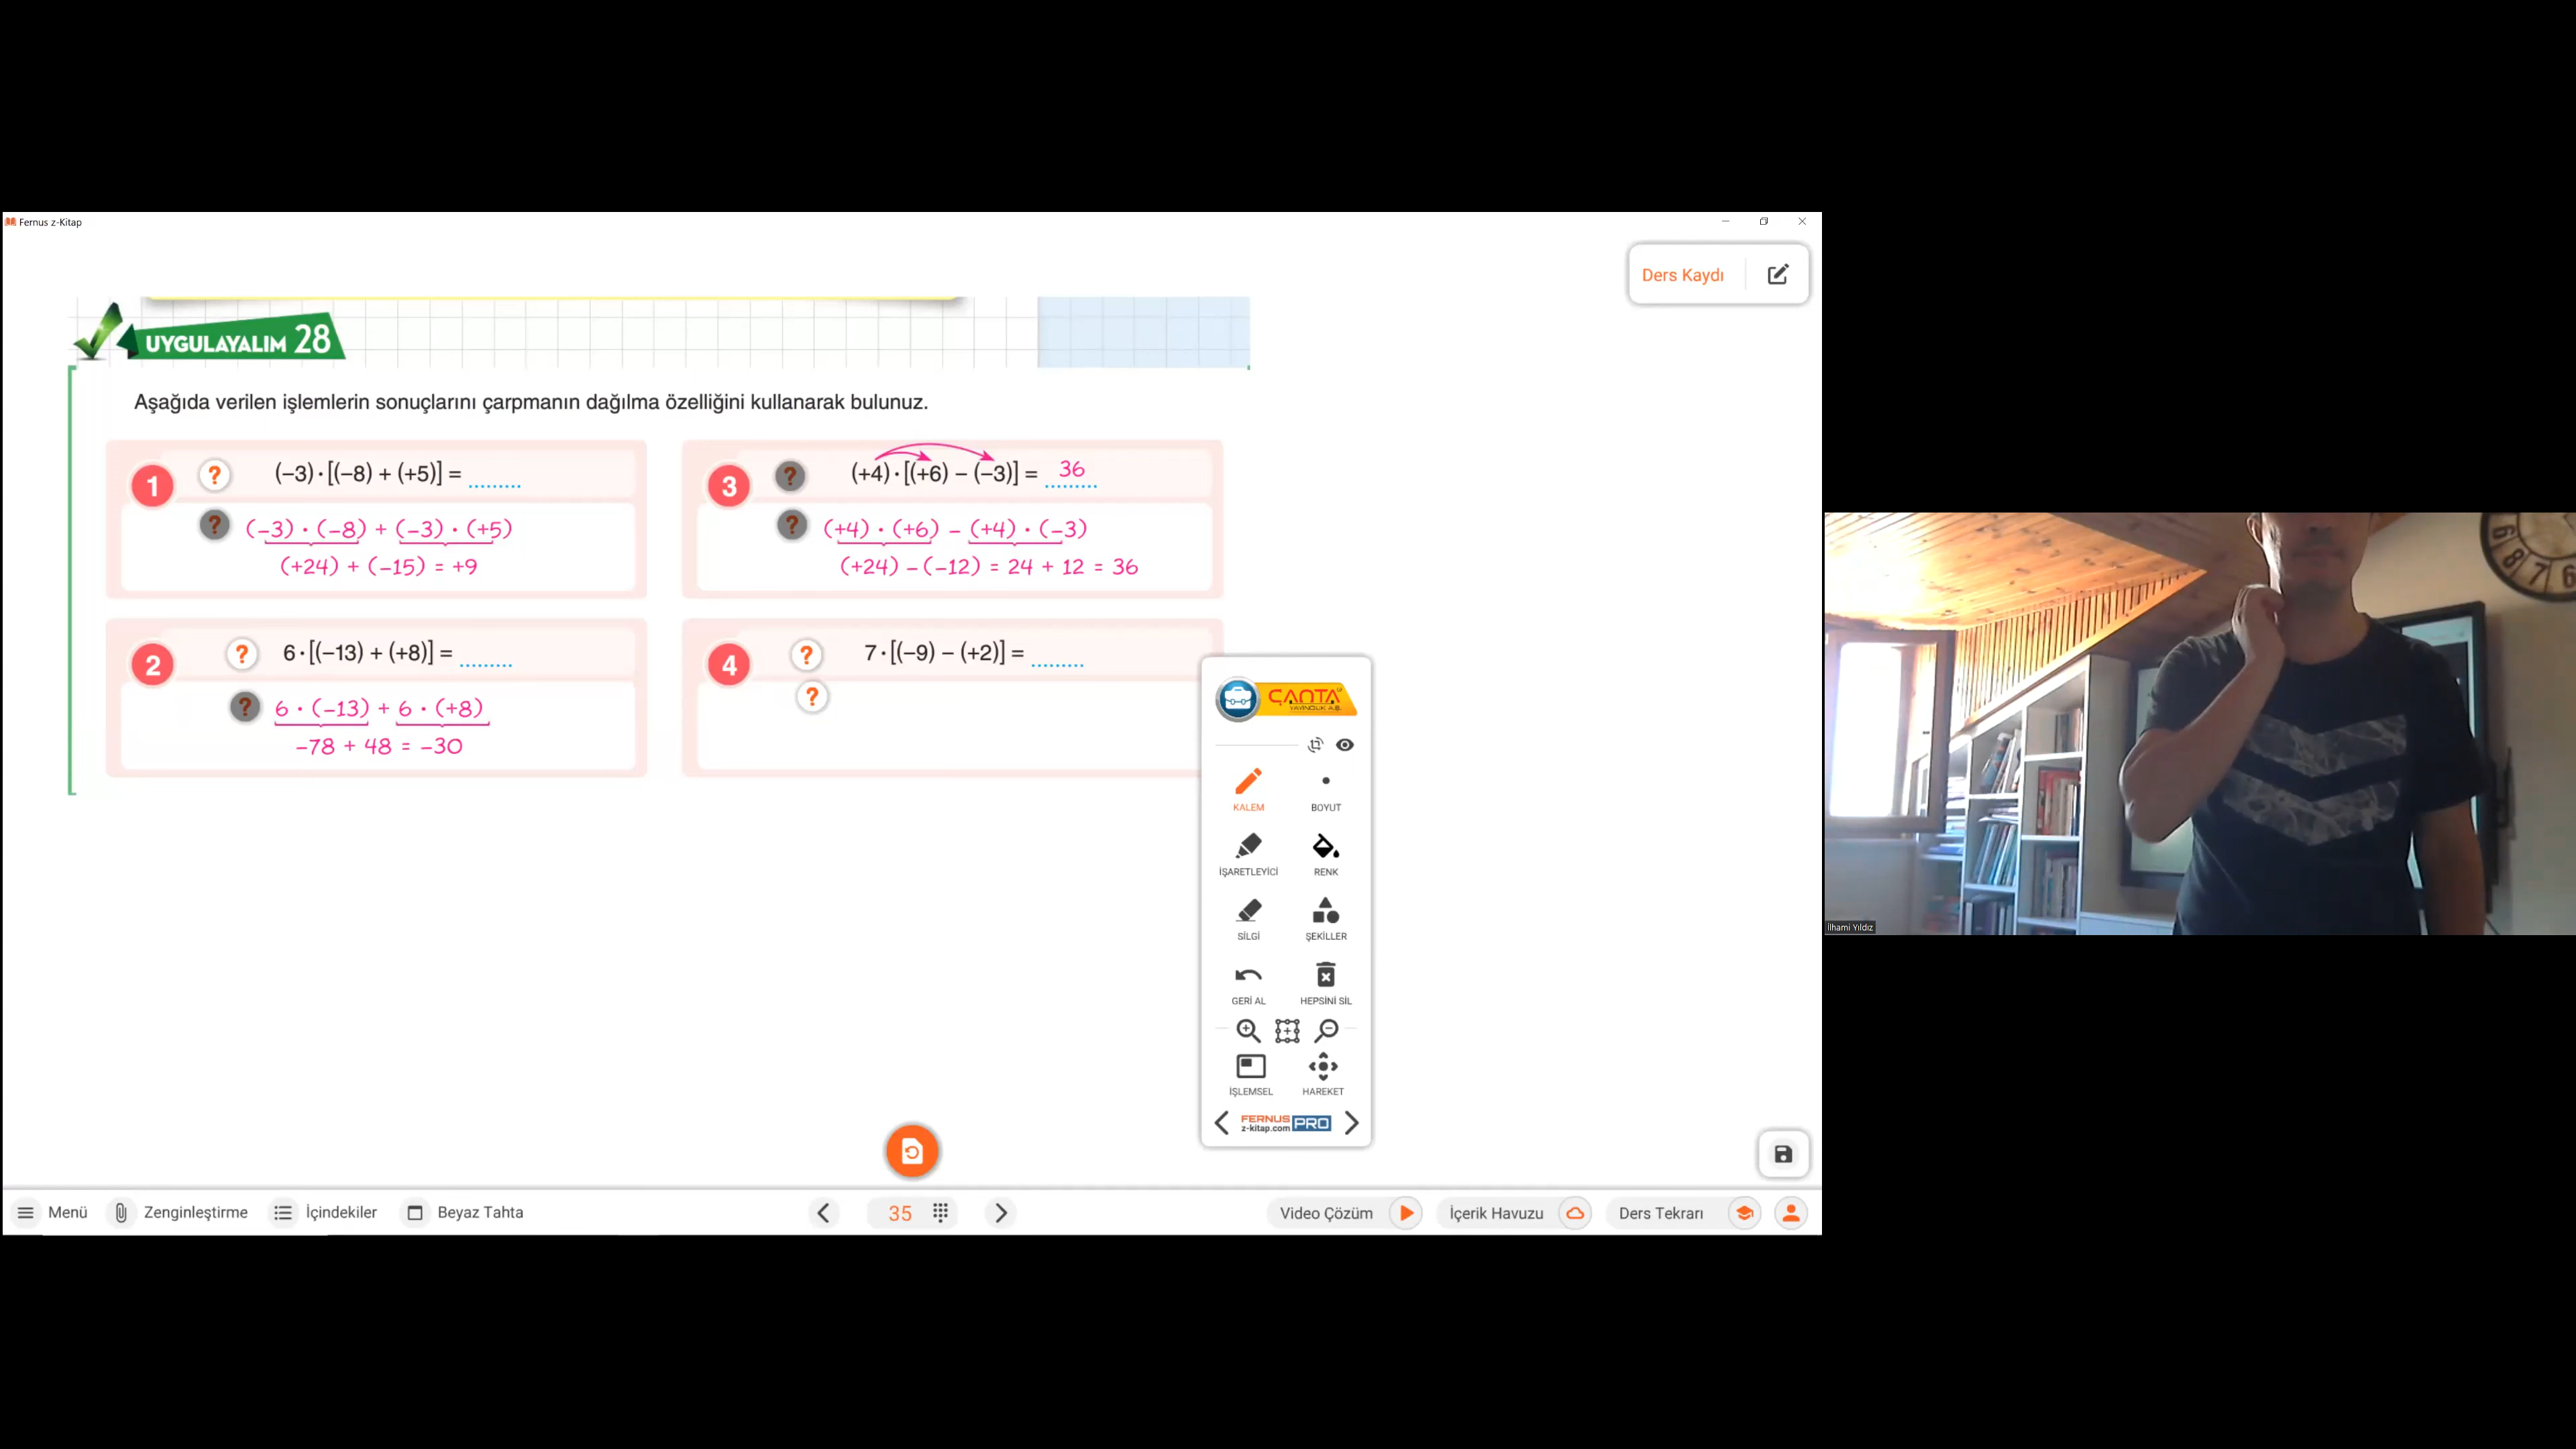 Fernus z-Kitap
Ders Kaydı
UYGULAYALIM 28
Aşağıda verilen işlemlerin sonuçlarını çarpmanın dağılma özelliğini kullanarak bulunuz.
1 ? (–3)·[(–8) + (+5)] = .........
? (–3) · (–8) + (–3) · (+5)
(+24) + (–15) = +9
2 ? 6·[(–13) + (+8)] = .........
? 6 · (–13) + 6 · (+8)
–78 + 48 = –30
3 ? (+4)·[(+6) – (–3)] = 36
? (+4) · (+6) – (+4) · (–3)
(+24) – (–12) = 24 + 12 = 36
4 ? 7·[(–9) – (+2)] = .........
?
ÇANTA
YAYINCILIK A.Ş.
KALEM BOYUT
İŞARETLEYİCİ RENK
SİLGİ ŞEKİLLER
GERİ AL HEPSİNİ SİL
İŞLEMSEL HAREKET
FERNUS PRO
z-kitap.com
Menü Zenginleştirme İçindekiler Beyaz Tahta 35 Video Çözüm İçerik Havuzu Ders Tekrarı
İlhami Yıldız
8 7 6